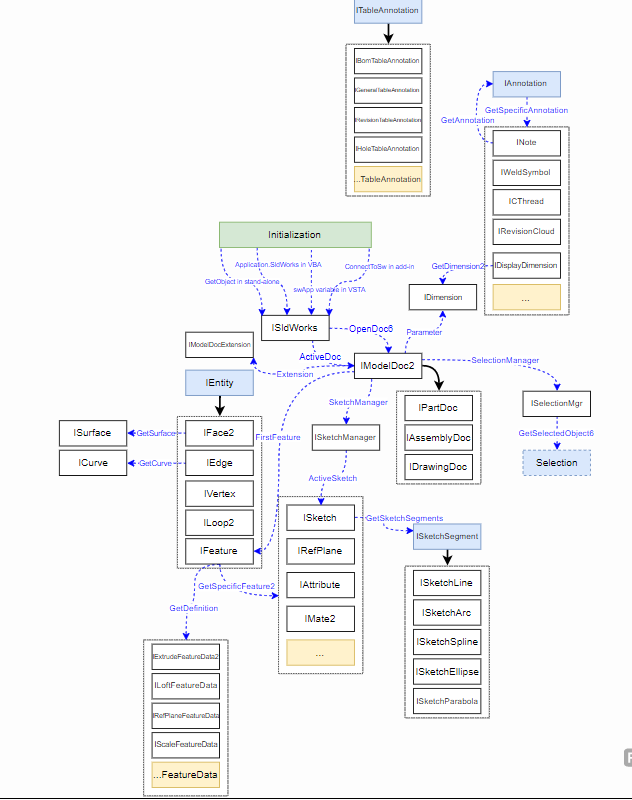 ITableAnnotation
IBomTableAnnotation
IGeneralTableAnnotation
IRevisionTableAnnotation
IHoleTableAnnotation
...TableAnnotation
IAnnotation
GetSpecificAnnotation
GetAnnotation
INote
IWeldSymbol
ICThread
IRevisionCloud
IDisplayDimension
...
GetDimension2
IDimension
Initialization
Application.SldWorks in VBA
ConnectToSw in add-in
GetObject in stand-alone
swApp variable in VSTA
ISldWorks
OpenDoc6
Parameter
IModelDocExtension
ActiveDoc
IModelDoc2
SelectionManager
Extension
IEntity
SketchManager
IPartDoc
IAssemblyDoc
IDrawingDoc
ISelectionMgr
GetSelectedObject6
Selection
ISurface
GetSurface
IFace2
FirstFeature
ISketchManager
ICurve
GetCurve
IEdge
IVertex
ILoop2
IFeature
ActiveSketch
ISketch
GetSketchSegments
IRefPlane
IAttribute
IMate2
...
ISketchSegment
ISketchLine
ISketchArc
ISketchSpline
ISketchEllipse
ISketchParabola
GetSpecificFeature2
GetDefinition
IExtrudeFeatureData2
ILoftFeatureData
IRefPlaneFeatureData
IScaleFeatureData
...FeatureData